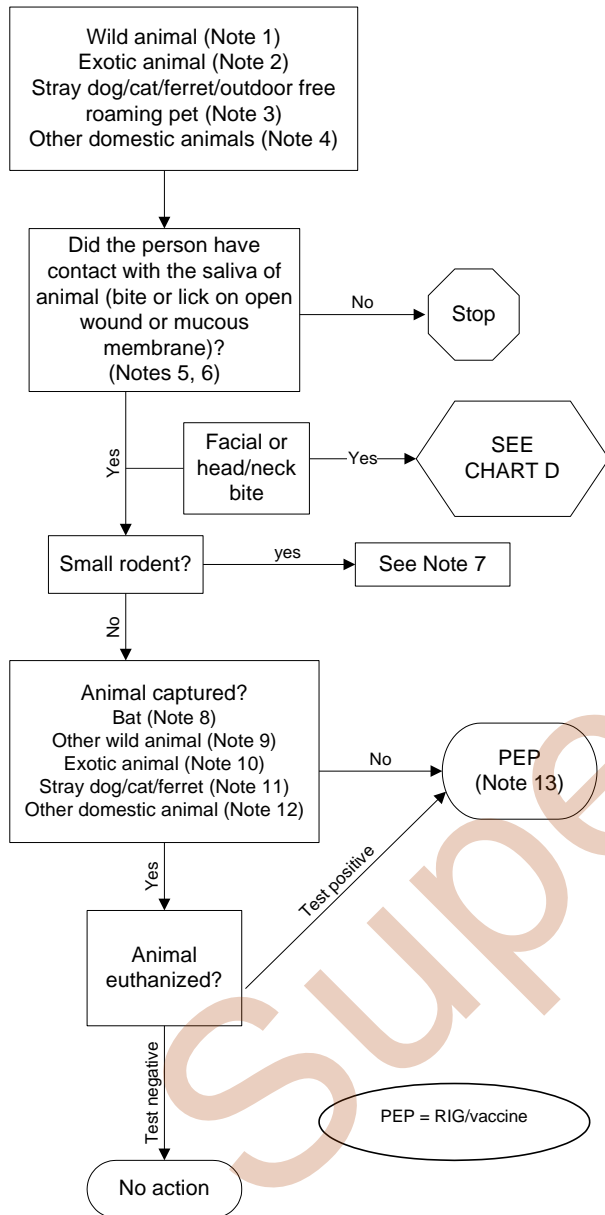 Wild animal (Note 1)
Exotic animal (Note 2)
Stray dog/cat/ferret/outdoor free
roaming pet (Note 3)
Other domestic animals (Note 4)
Did the person have
contact with the saliva of
animal (bite or lick on open
wound or mucous
membrane)?
(Notes 5, 6)
No
Stop
Yes
Facial or
head/neck
bite
Yes
SEE
CHART D
Small rodent?
yes
See Note 7
No
Animal captured?
Bat (Note 8)
Other wild animal (Note 9)
Exotic animal (Note 10)
Stray dog/cat/ferret (Note 11)
Other domestic animal (Note 12)
No
PEP
(Note 13)
Yes
Test positive
Animal
euthanized?
Test negative
PEP = RIG/vaccine
No action
Supe